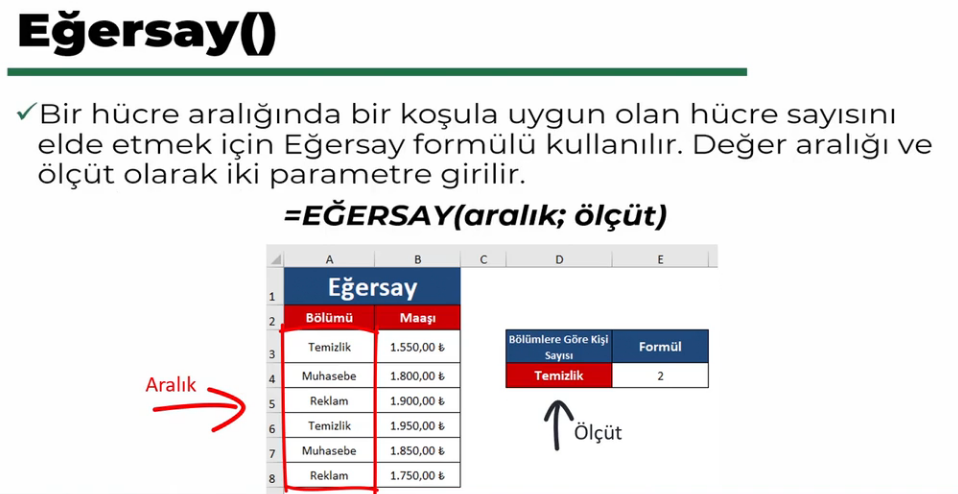 Eğersay()
✓Bir hücre aralığında bir koşula uygun olan hücre sayısını
elde etmek için Eğersay formülü kullanılır. Değer aralığı ve
ölçüt olarak iki parametre girilir.
=EĞERSAY(aralık; ölçüt)
A B C D E
1 Eğersay
2 Bölümü Maaşı
3 Temizlik 1.550,00 ₺
4 Muhasebe 1.800,00 ₺
5 Reklam 1.900,00 ₺
6 Temizlik 1.950,00 ₺
7 Muhasebe 1.850,00 ₺
8 Reklam 1.750,00 ₺
Aralık
Bölümlere Göre Kişi
Sayısı
Formül
Temizlik 2
Ölçüt